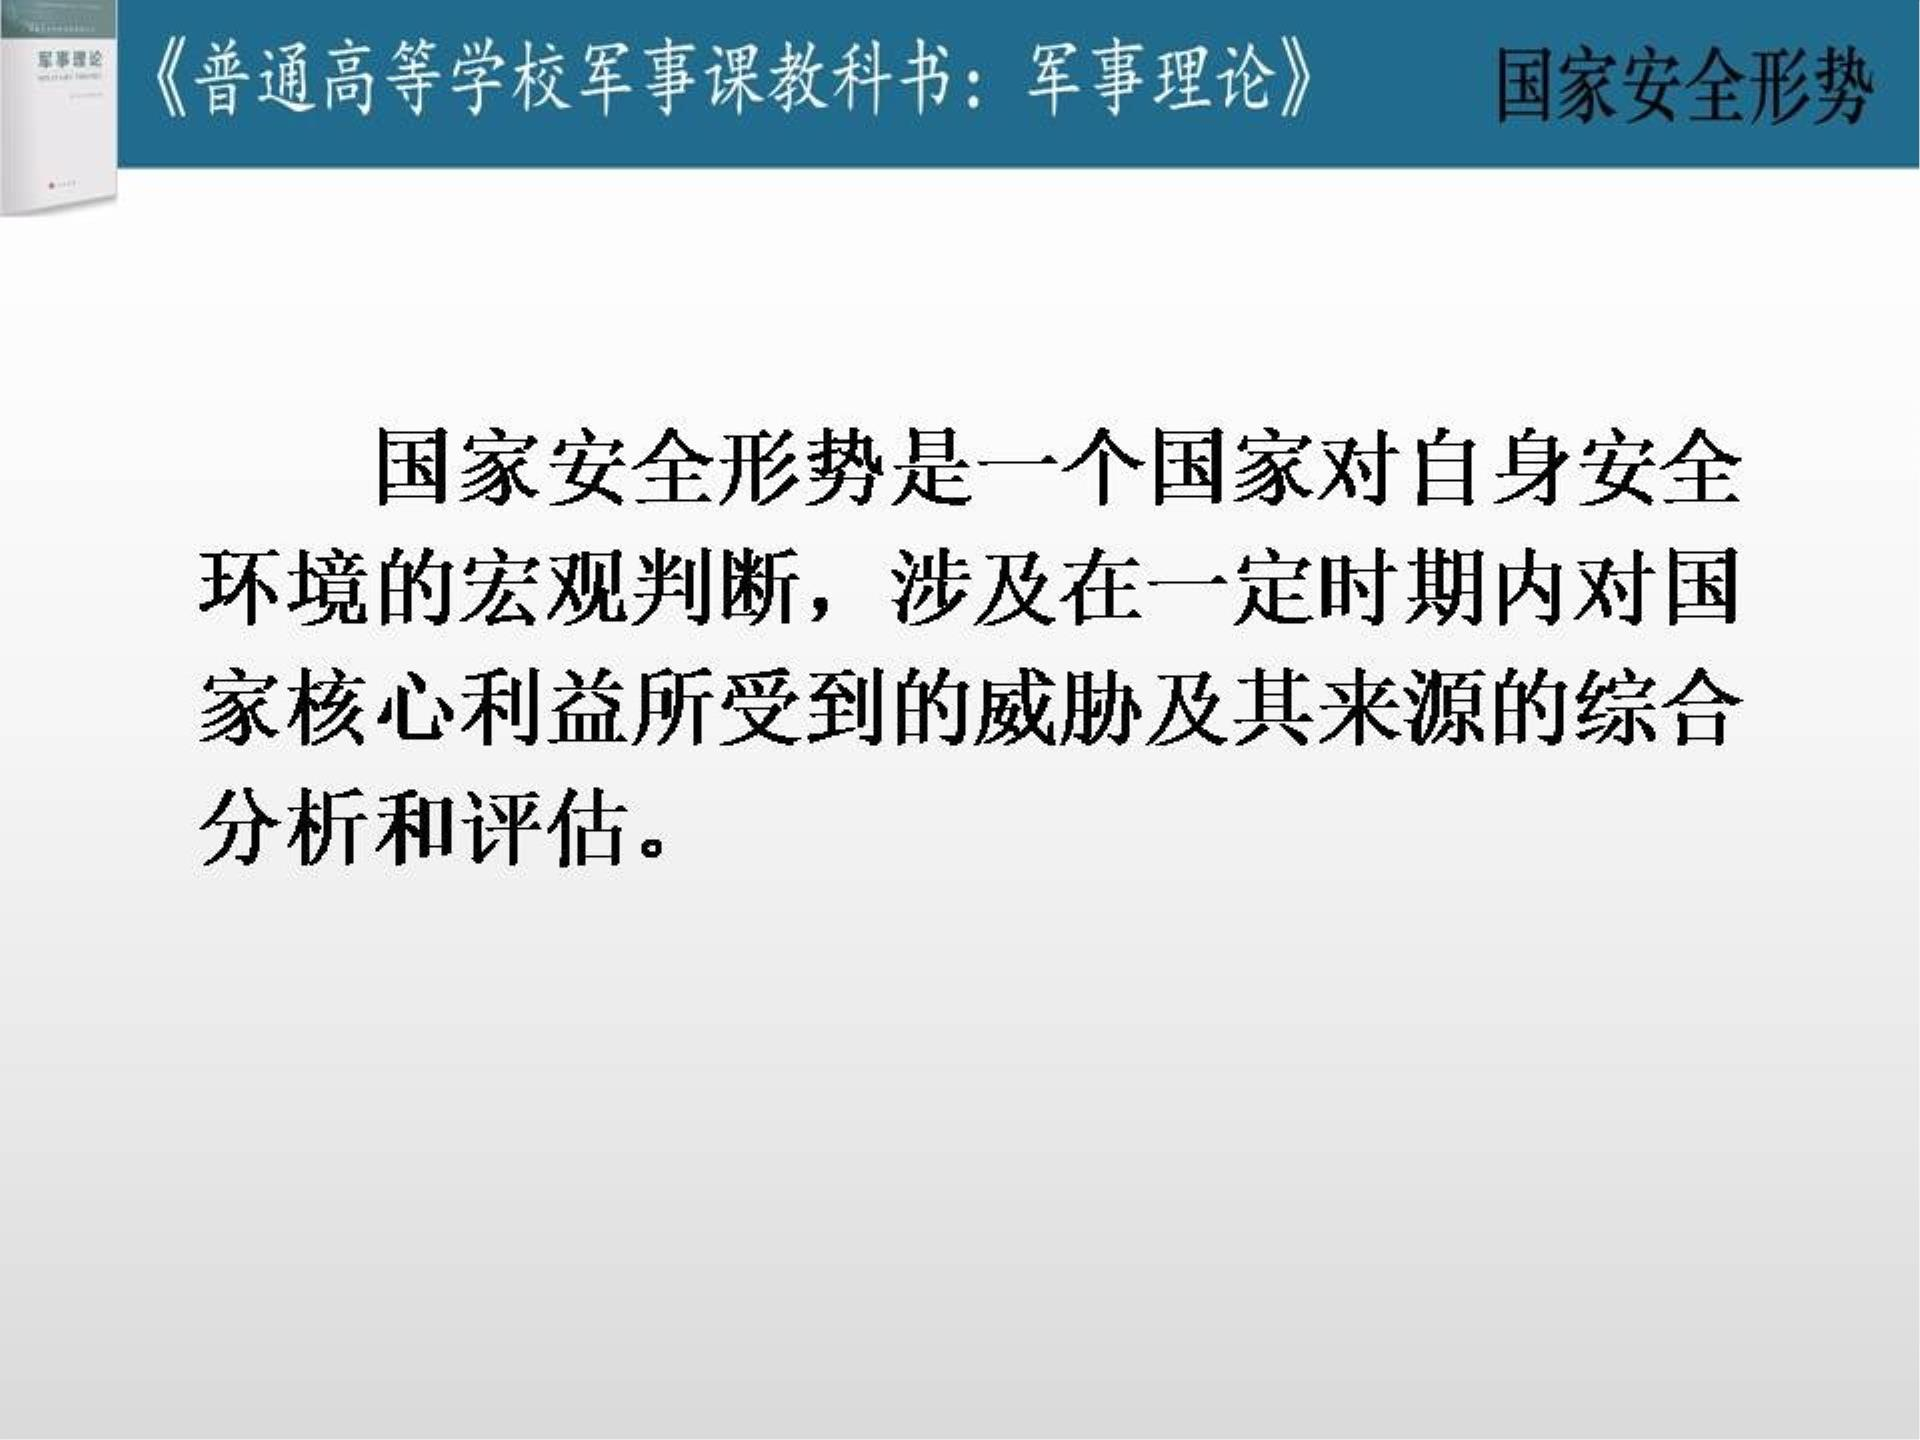 军事理论
《普通高等学校军事课教科书：军事理论》
国家安全形势
国家安全形势是一个国家对自身安全
环境的宏观判断，涉及在一定时期内对国
家核心利益所受到的威胁及其来源的综合
分析和评估。